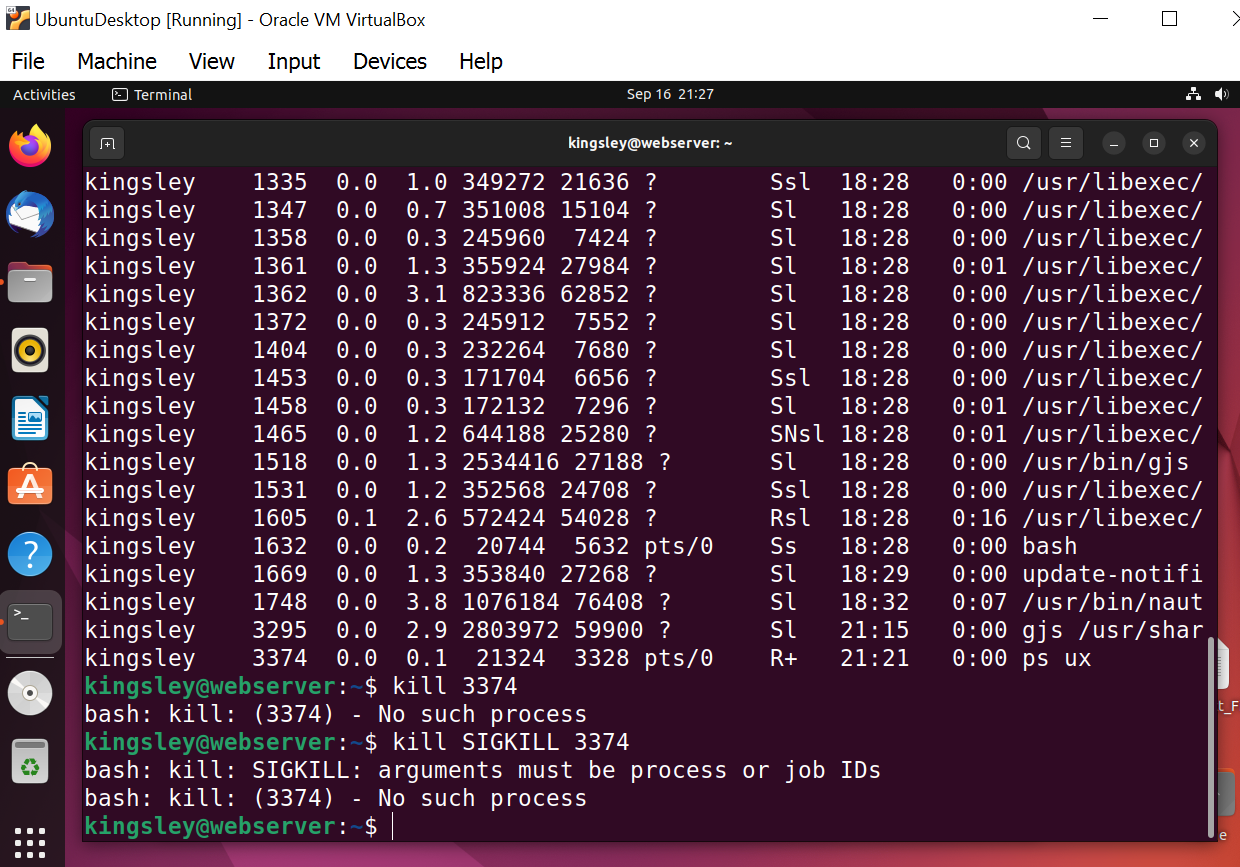 UbuntuDesktop [Running] - Oracle VM VirtualBox
File Machine View Input Devices Help
Activities Terminal Sep 16 21:27
kingsley@webserver: ~
kingsley 1335 0.0 1.0 349272 21636 ? Ssl 18:28 0:00 /usr/libexec/
kingsley 1347 0.0 0.7 351008 15104 ? Sl 18:28 0:00 /usr/libexec/
kingsley 1358 0.0 0.3 245960 7424 ? Sl 18:28 0:00 /usr/libexec/
kingsley 1361 0.0 1.3 355924 27984 ? Sl 18:28 0:01 /usr/libexec/
kingsley 1362 0.0 3.1 823336 62852 ? Sl 18:28 0:00 /usr/libexec/
kingsley 1372 0.0 0.3 245912 7552 ? Sl 18:28 0:00 /usr/libexec/
kingsley 1404 0.0 0.3 232264 7680 ? Sl 18:28 0:00 /usr/libexec/
kingsley 1453 0.0 0.3 171704 6656 ? Ssl 18:28 0:00 /usr/libexec/
kingsley 1458 0.0 0.3 172132 7296 ? Sl 18:28 0:01 /usr/libexec/
kingsley 1465 0.0 1.2 644188 25280 ? SNsl 18:28 0:01 /usr/libexec/
kingsley 1518 0.0 1.3 2534416 27188 ? Sl 18:28 0:00 /usr/bin/gjs
kingsley 1531 0.0 1.2 352568 24708 ? Ssl 18:28 0:00 /usr/libexec/
kingsley 1605 0.1 2.6 572424 54028 ? Rsl 18:28 0:16 /usr/libexec/
kingsley 1632 0.0 0.2 20744 5632 pts/0 Ss 18:28 0:00 bash
kingsley 1669 0.0 1.3 353840 27268 ? Sl 18:29 0:00 update-notifi
kingsley 1748 0.0 3.8 1076184 76408 ? Sl 18:32 0:07 /usr/bin/naut
kingsley 3295 0.0 2.9 2803972 59900 ? Sl 21:15 0:00 gjs /usr/shar
kingsley 3374 0.0 0.1 21324 3328 pts/0 R+ 21:21 0:00 ps ux
kingsley@webserver:~$ kill 3374
bash: kill: (3374) - No such process
kingsley@webserver:~$ kill SIGKILL 3374
bash: kill: SIGKILL: arguments must be process or job IDs
bash: kill: (3374) - No such process
kingsley@webserver:~$
t_F
e